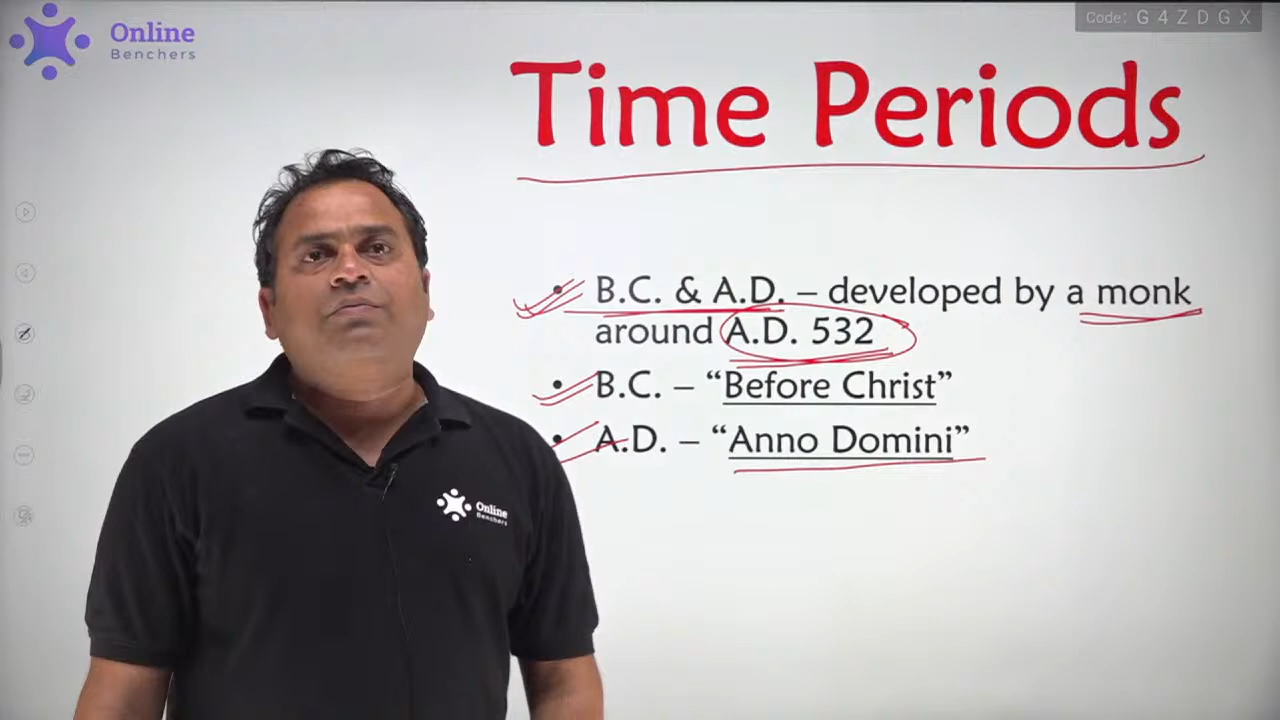 Online
Benchers
Code: G 4 Z D G X
Time Periods
• B.C. & A.D. – developed by a monk
around A.D. 532
• B.C. – “Before Christ”
• A.D. – “Anno Domini”
Online
Benchers